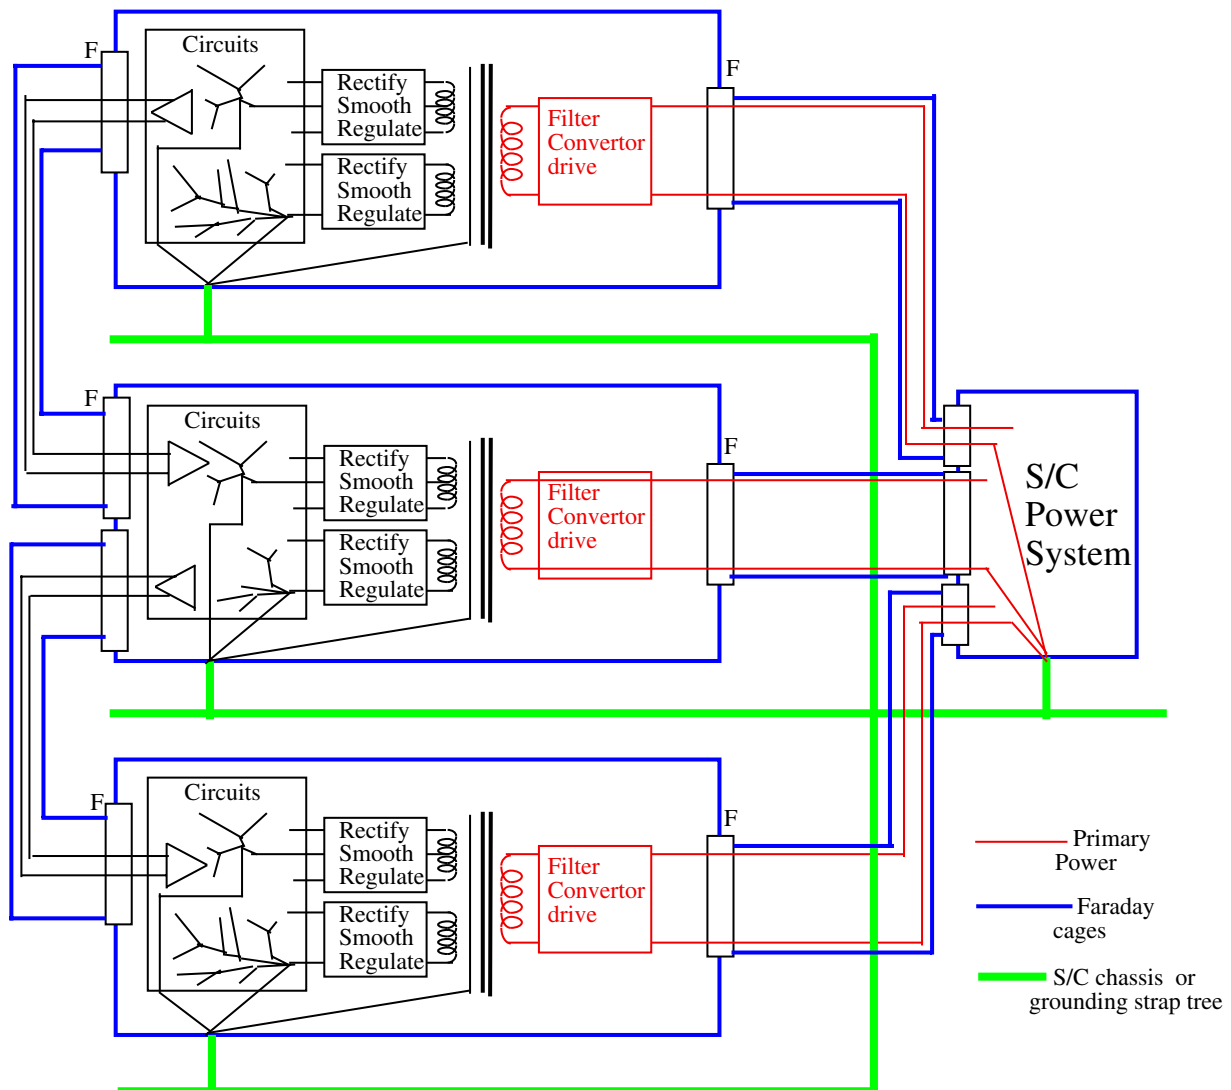 Circuits
F
Rectify
Smooth
Regulate
Rectify
Smooth
Regulate
Filter
Convertor
drive
F
F
Circuits
Rectify
Smooth
Regulate
Rectify
Smooth
Regulate
Filter
Convertor
drive
F
S/C
Power
System
F
Circuits
Rectify
Smooth
Regulate
Rectify
Smooth
Regulate
Filter
Convertor
drive
F
Primary
Power
Faraday
cages
S/C chassis or
grounding strap tree